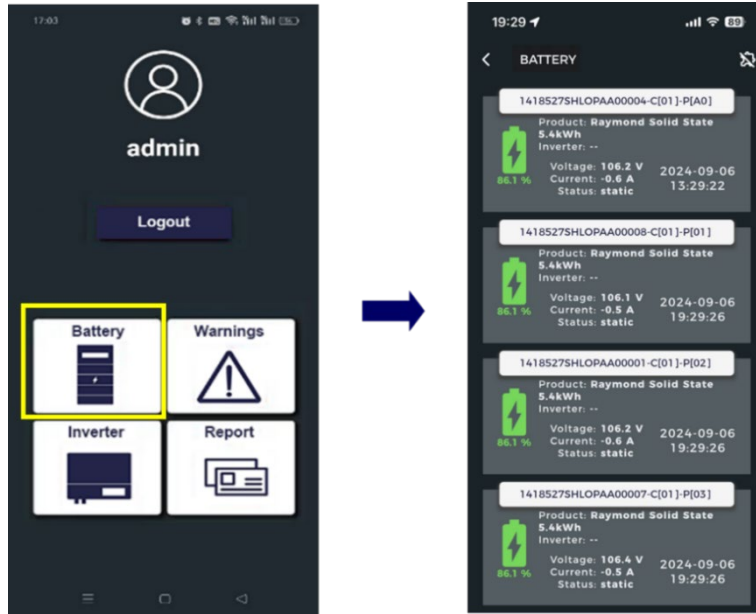 17:03
admin
Logout
Battery
Warnings
Inverter
Report
19:29
89
BATTERY
1418527SHLOPAA00004-C[01]-P[A0]
Product: Raymond Solid State
5.4kWh
Inverter: --
Voltage: 106.2 V
Current: -0.6 A
Status: static
86.1 %
2024-09-06
13:29:22
1418527SHLOPAA00008-C[01]-P[01]
Product: Raymond Solid State
5.4kWh
Inverter: --
Voltage: 106.1 V
Current: -0.5 A
Status: static
86.1 %
2024-09-06
19:29:26
1418527SHLOPAA00001-C[01]-P[02]
Product: Raymond Solid State
5.4kWh
Inverter: --
Voltage: 106.2 V
Current: -0.6 A
Status: static
86.1 %
2024-09-06
19:29:26
1418527SHLOPAA00007-C[01]-P[03]
Product: Raymond Solid State
5.4kWh
Inverter: --
Voltage: 106.4 V
Current: -0.5 A
Status: static
86.1 %
2024-09-06
19:29:26